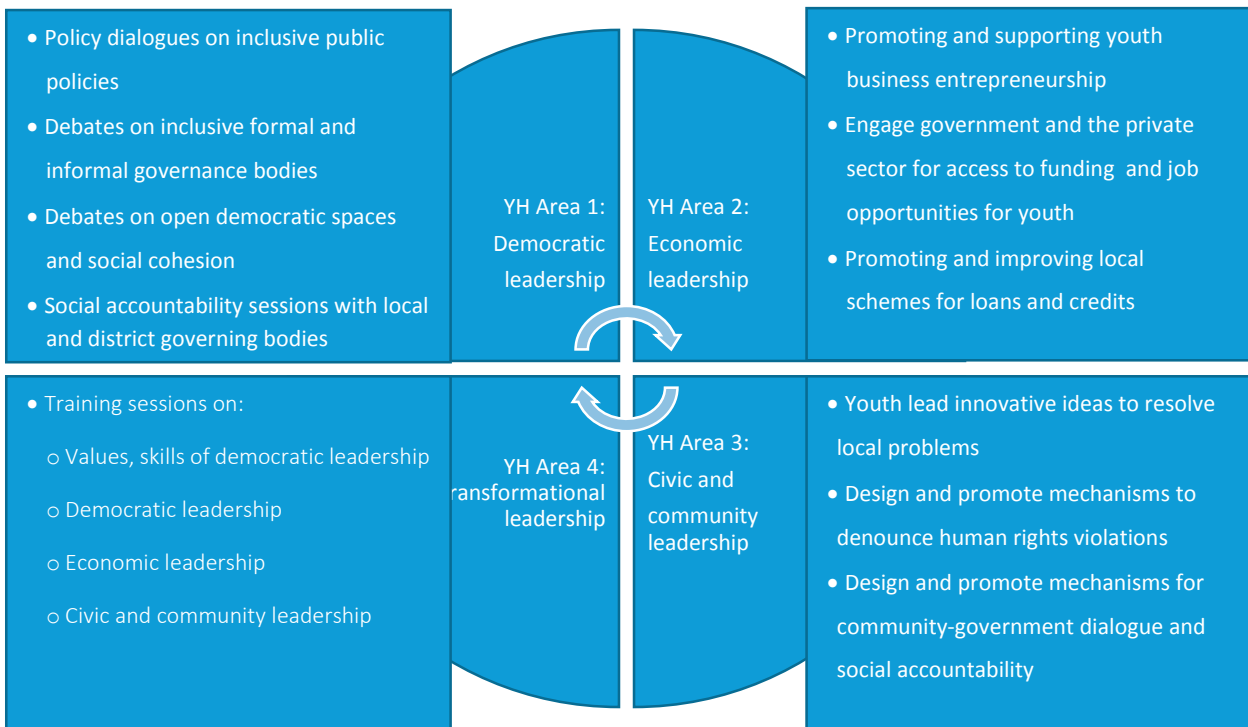 • Policy dialogues on inclusive public
policies
• Debates on inclusive formal and
informal governance bodies
• Debates on open democratic spaces
and social cohesion
• Social accountability sessions with local
and district governing bodies
YH Area 1:
Democratic
leadership
YH Area 2:
Economic
leadership
• Promoting and supporting youth
business entrepreneurship
• Engage government and the private
sector for access to funding and job
opportunities for youth
• Promoting and improving local
schemes for loans and credits
• Training sessions on:
o Values, skills of democratic leadership
o Democratic leadership
o Economic leadership
o Civic and community leadership
YH Area 4:
ransformational
leadership
YH Area 3:
Civic and
community
leadership
• Youth lead innovative ideas to resolve
local problems
• Design and promote mechanisms to
denounce human rights violations
• Design and promote mechanisms for
community-government dialogue and
social accountability